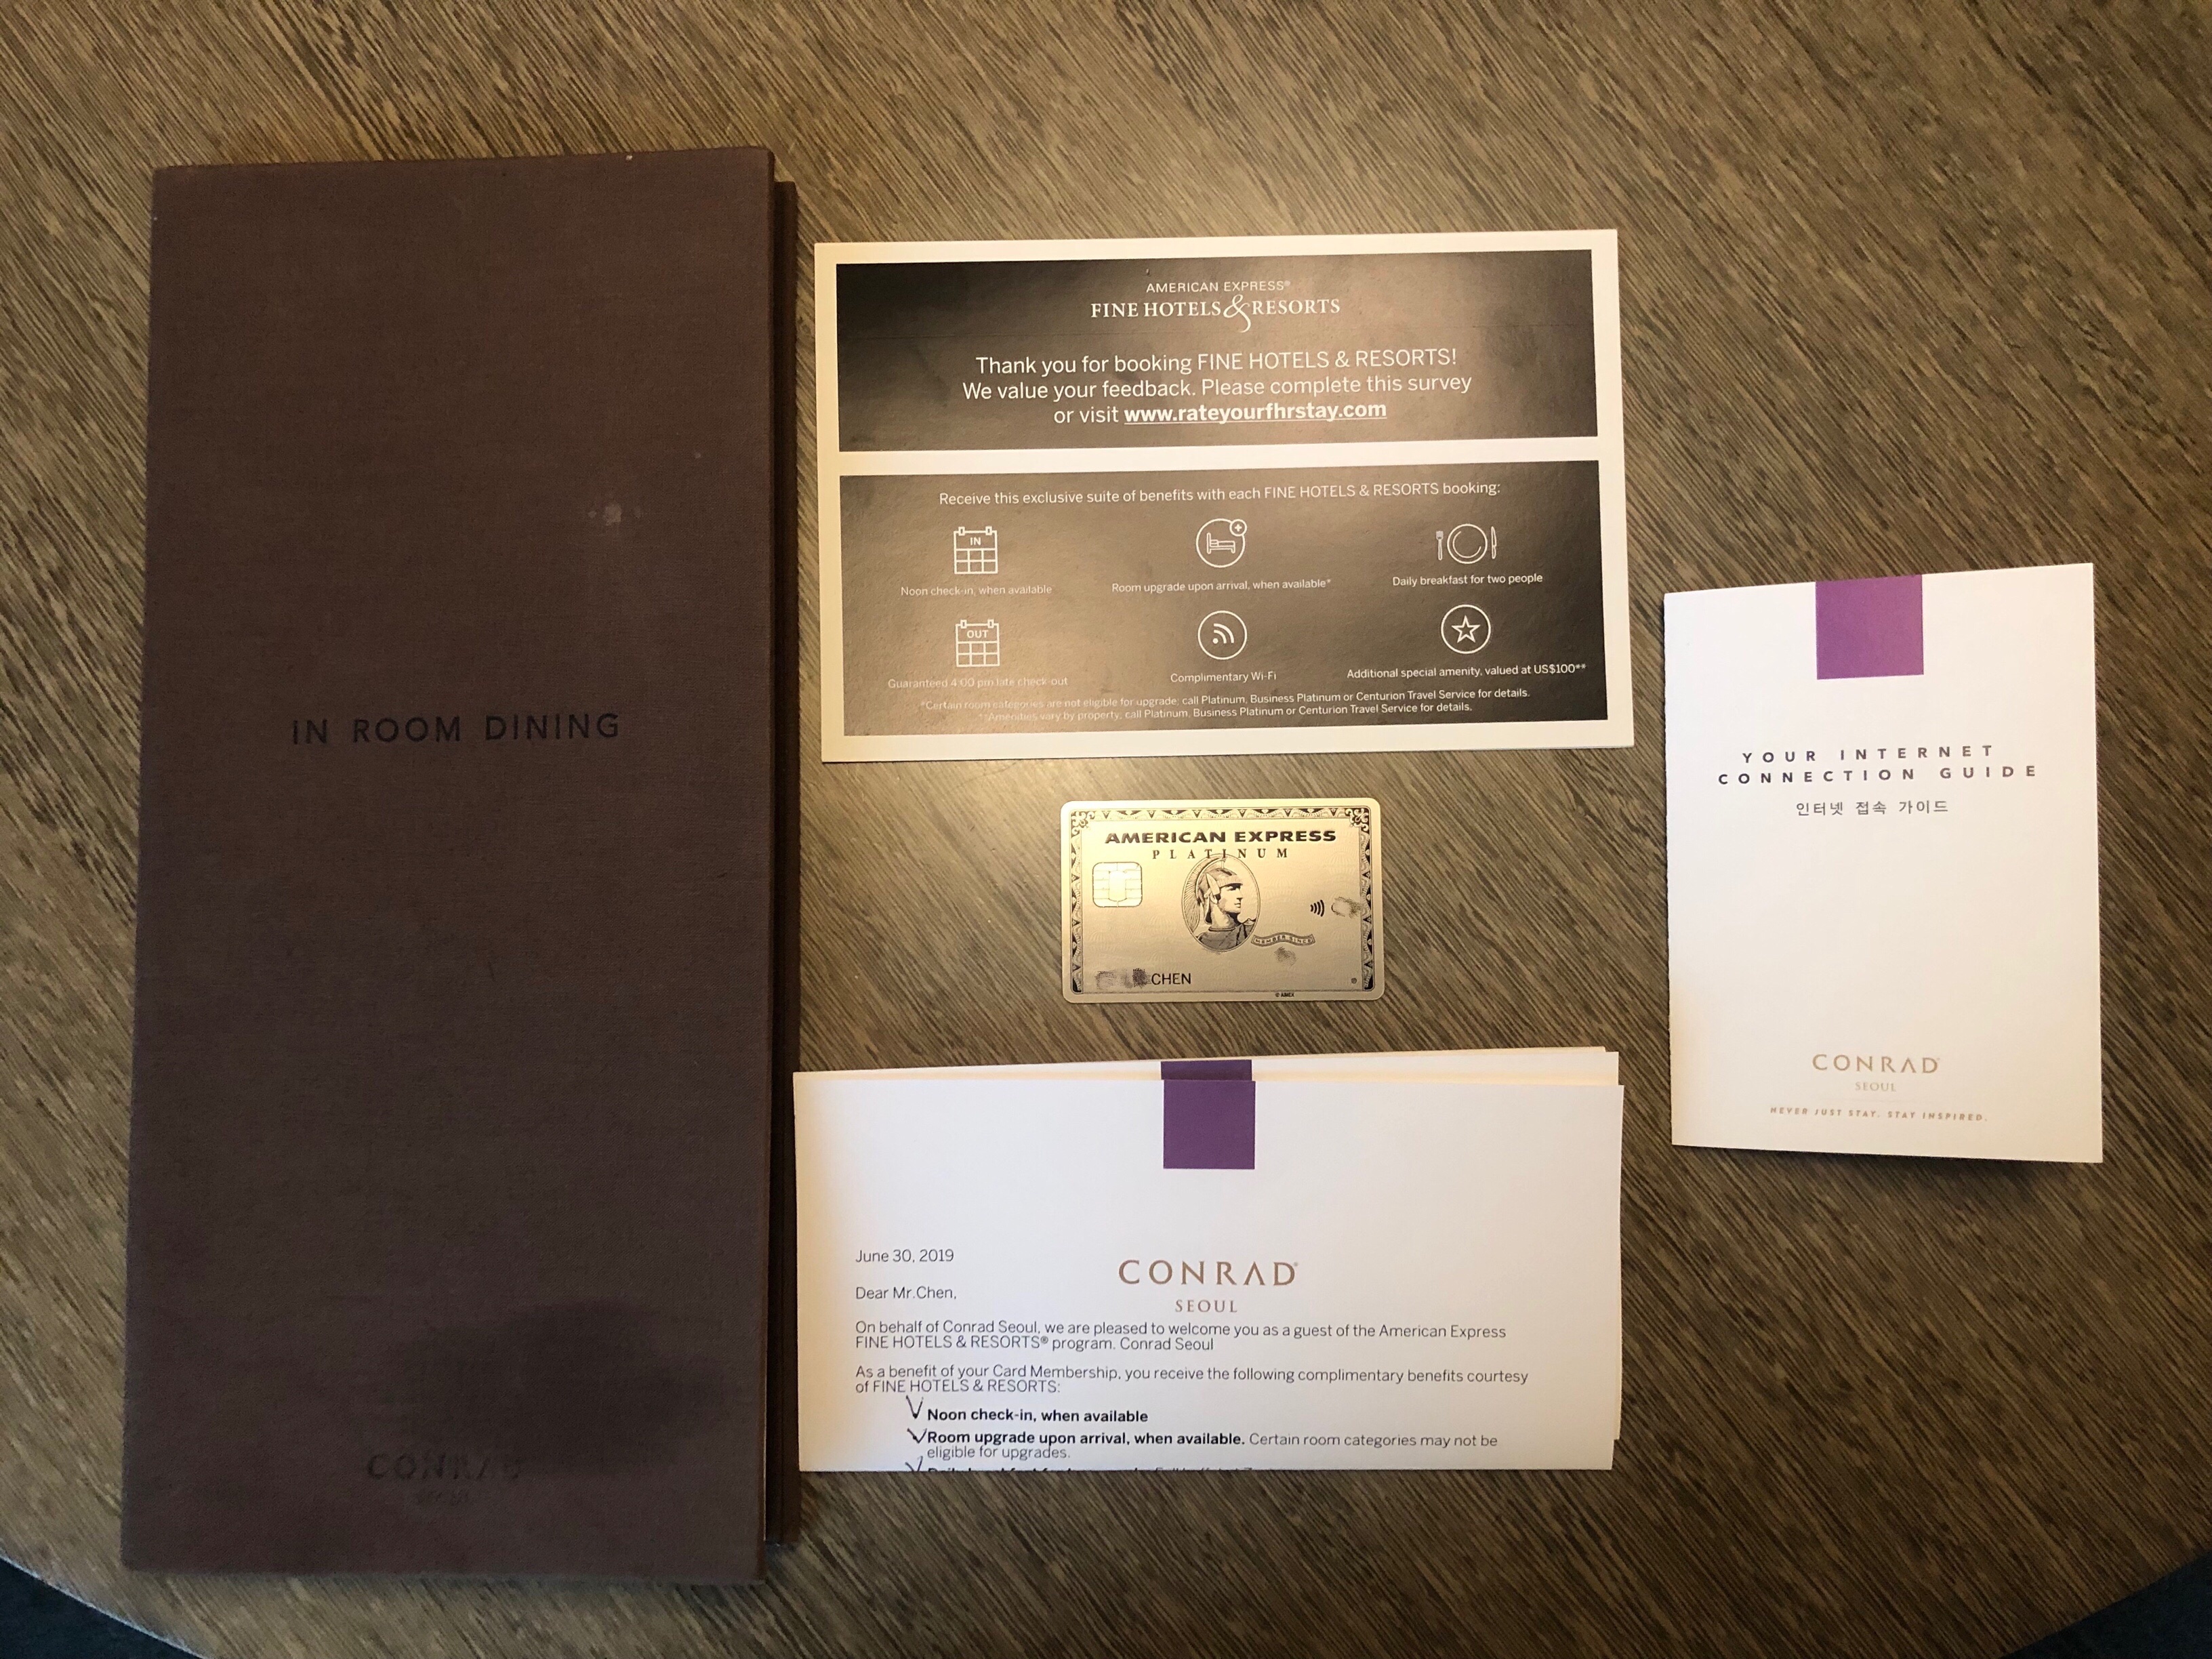 IN ROOM DINING
CONRAD
AMERICAN EXPRESS®
FINE HOTELS & RESORTS
Thank you for booking FINE HOTELS & RESORTS!
We value your feedback. Please complete this survey
or visit www.rateyourfhrstay.com
Receive this exclusive suite of benefits with each FINE HOTELS & RESORTS booking:
IN
Noon check-in, when available
Room upgrade upon arrival, when available*
Daily breakfast for two people
OUT
Guaranteed 4:00 pm late check-out
Complimentary Wi-Fi
Additional special amenity, valued at US$100**
*Certain room categories are not eligible for upgrade; call Platinum, Business Platinum or Centurion Travel Service for details.
**Amenities vary by property; call Platinum, Business Platinum or Centurion Travel Service for details.
AMERICAN EXPRESS
PLATINUM
MEMBER SINCE
CHEN
© AMEX
June 30, 2019
CONRAD
SEOUL
Dear Mr.Chen,
On behalf of Conrad Seoul, we are pleased to welcome you as a guest of the American Express
FINE HOTELS & RESORTS® program. Conrad Seoul
As a benefit of your Card Membership, you receive the following complimentary benefits courtesy
of FINE HOTELS & RESORTS:
Noon check-in, when available
Room upgrade upon arrival, when available. Certain room categories may not be
eligible for upgrades.
YOUR INTERNET
CONNECTION GUIDE
인터넷 접속 가이드
CONRAD
SEOUL
NEVER JUST STAY. STAY INSPIRED.